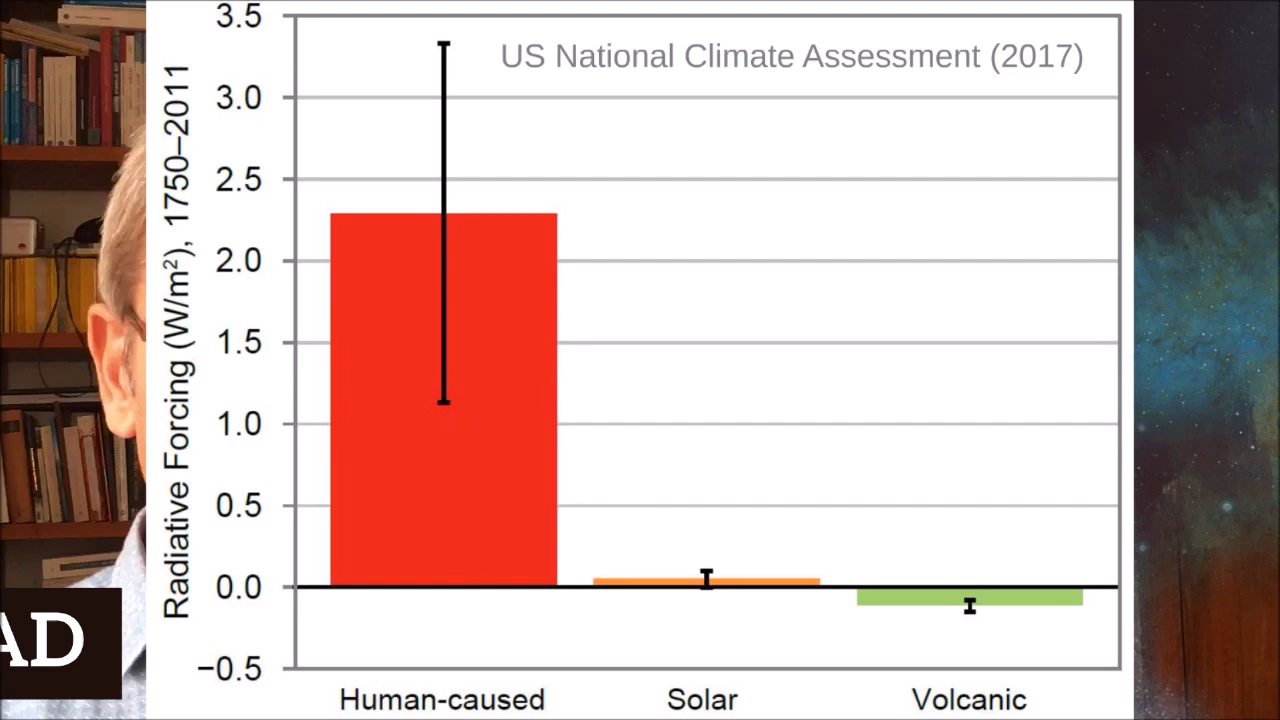 US National Climate Assessment (2017)
Radiative Forcing (W/m²), 1750–2011
3.5
3.0
2.5
2.0
1.5
1.0
0.5
0.0
−0.5
Human-caused Solar Volcanic
AD